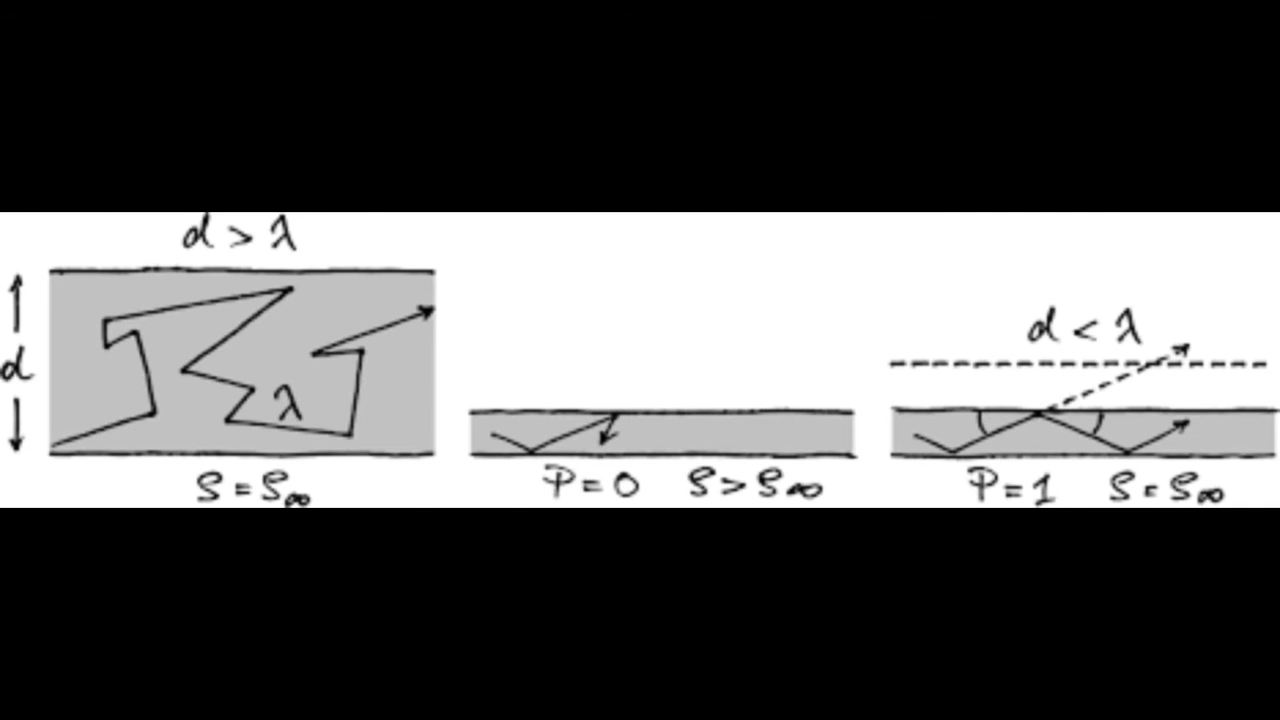 d > λ
d
λ
S = S∞
P = 0 S > S∞
d < λ
P = 1 S = S∞